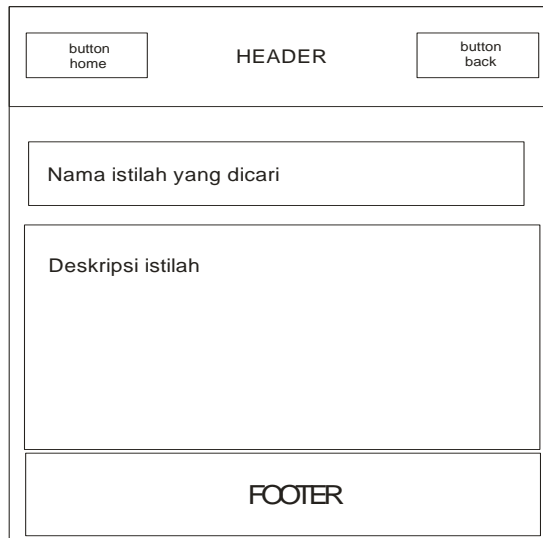 button
home
HEADER
button
back
Nama istilah yang dicari
Deskripsi istilah
FOOTER